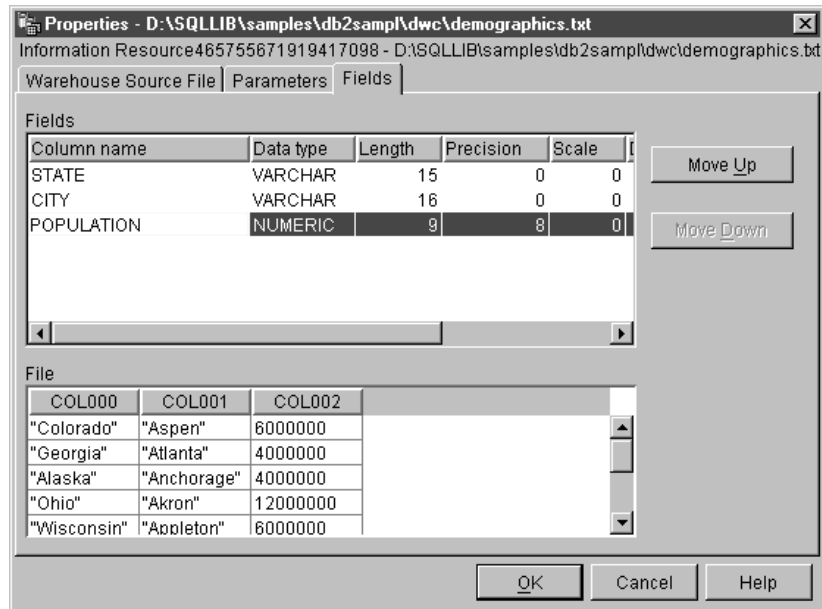 Properties - D:\SQLLIB\samples\db2sampl\dwc\demographics.txt
Information Resource465755671919417098 - D:\SQLLIB\samples\db2sampl\dwc\demographics.txt
Warehouse Source File Parameters Fields
Fields
Column name Data type Length Precision Scale
STATE VARCHAR 15 0 0
CITY VARCHAR 16 0 0
POPULATION NUMERIC 9 8 0
Move Up
Move Down
File
COL000 COL001 COL002
"Colorado" "Aspen" 6000000
"Georgia" "Atlanta" 4000000
"Alaska" "Anchorage" 4000000
"Ohio" "Akron" 12000000
"Wisconsin" "Appleton" 6000000
OK Cancel Help